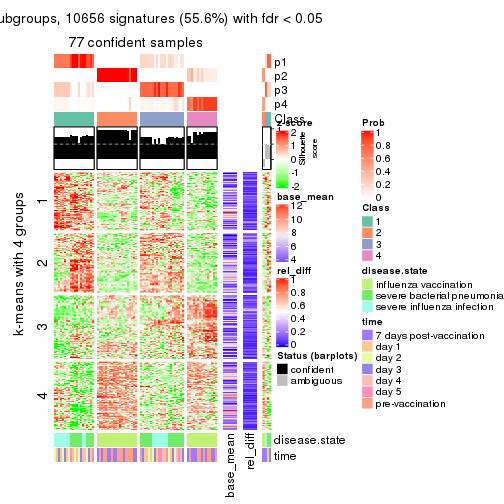 ubgroups, 10656 signatures (55.6%) with fdr < 0.05
77 confident samples
p1
p2
p3
p4
Class
z-score
2
1
0
-1
-2
Silhouette
score
base_mean
12
10
8
6
4
rel_diff
1
0.8
0.6
0.4
0.2
0
Status (barplots)
confident
ambiguous
Prob
1
0.8
0.6
0.4
0.2
0
Class
1
2
3
4
disease.state
influenza vaccination
severe bacterial pneumonia
severe influenza infection
time
7 days post-vaccination
day 1
day 2
day 3
day 4
day 5
pre-vaccination
k-means with 4 groups
1
2
3
4
disease.state
time
base_mean
rel_diff